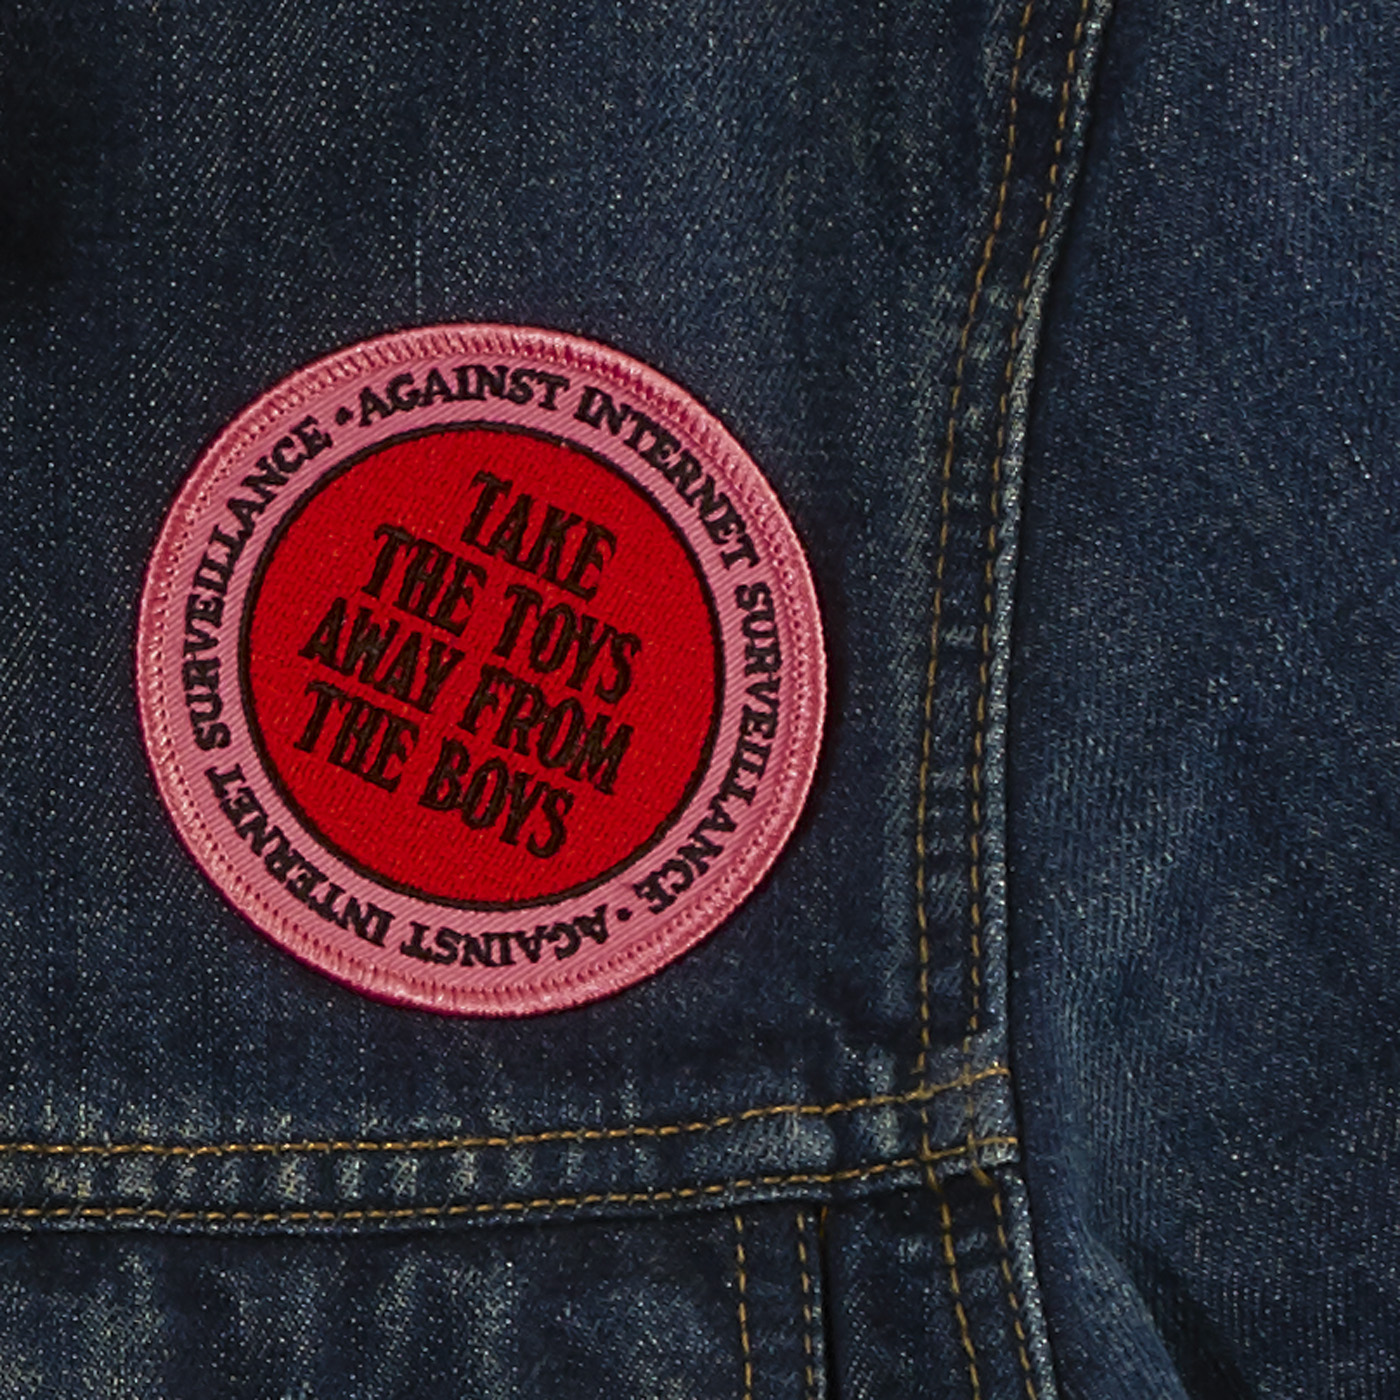 TAKE
THE TOYS
AWAY FROM
THE BOYS
AGAINST INTERNET SURVEILLANCE • AGAINST INTERNET SURVEILLANCE •